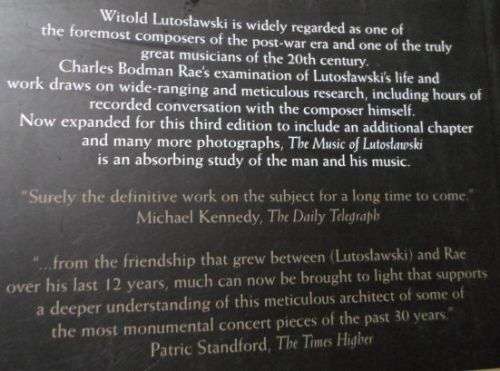 Witold Lutosławski is widely regarded as one of
the foremost composers of the post-war era and one of the truly
great musicians of the 20th century.
Charles Bodman Rae's examination of Lutosławski's life and
work draws on wide-ranging and meticulous research, including hours of
recorded conversation with the composer himself.
Now expanded for this third edition to include an additional chapter
and many more photographs, The Music of Lutosławski
is an absorbing study of the man and his music.
"Surely the definitive work on the subject for a long time to come."
Michael Kennedy, The Daily Telegraph
"...from the friendship that grew between (Lutosławski) and Rae
over his last 12 years, much can now be brought to light that supports
a deeper understanding of this meticulous architect of some of
the most monumental concert pieces of the past 30 years."
Patric Standford, The Times Higher